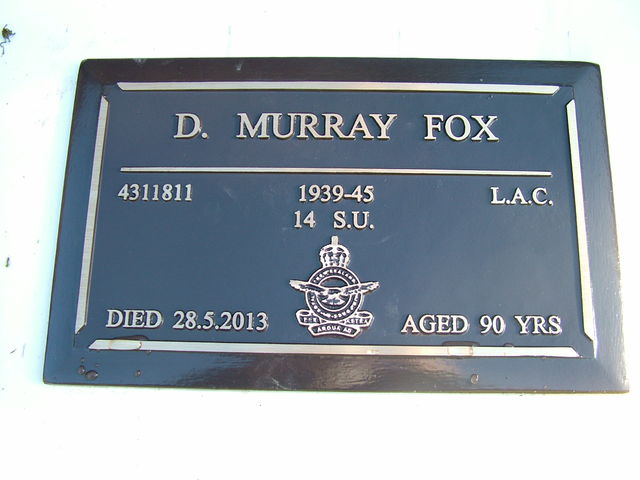 D. MURRAY FOX
4311811 1939-45 L.A.C.
14 S.U.
DIED 28.5.2013 AGED 90 YRS